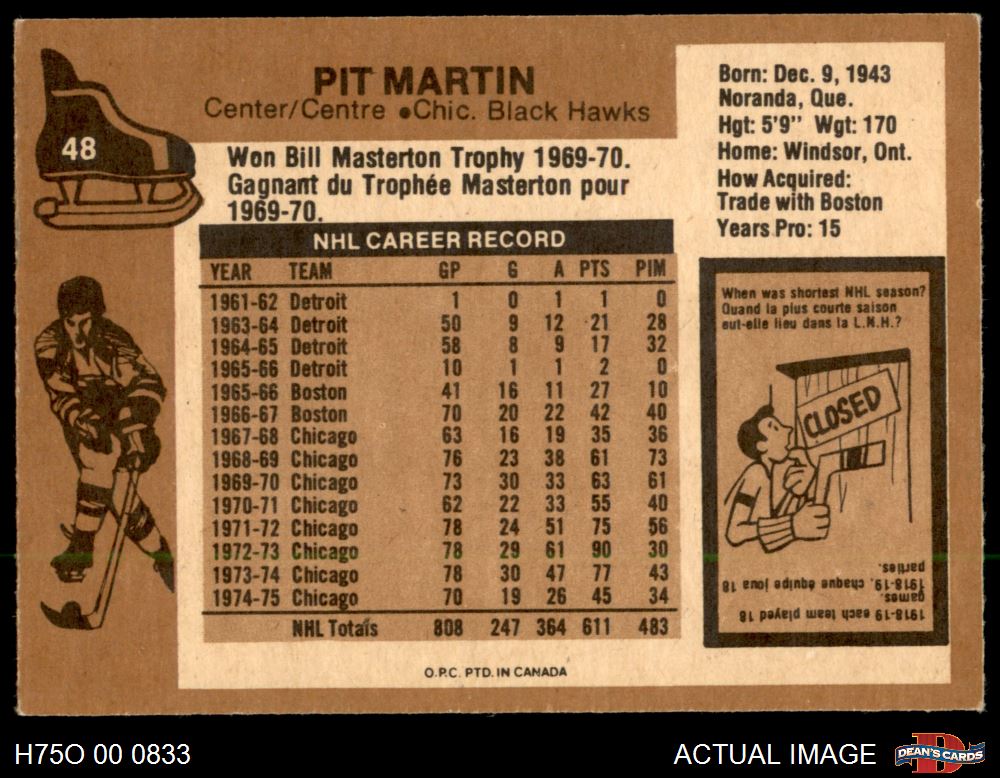 48
PIT MARTIN
Center/Centre ●Chic. Black Hawks
Won Bill Masterton Trophy 1969-70.
Gagnant du Trophée Masterton pour
1969-70.
Born: Dec. 9, 1943
Noranda, Que.
Hgt: 5'9" Wgt: 170
Home: Windsor, Ont.
How Acquired:
Trade with Boston
Years Pro: 15
NHL CAREER RECORD
YEAR TEAM GP G A PTS PIM
1961-62 Detroit 1 0 1 1 0
1963-64 Detroit 50 9 12 21 28
1964-65 Detroit 58 8 9 17 32
1965-66 Detroit 10 1 1 2 0
1965-66 Boston 41 16 11 27 10
1966-67 Boston 70 20 22 42 40
1967-68 Chicago 63 16 19 35 36
1968-69 Chicago 76 23 38 61 73
1969-70 Chicago 73 30 33 63 61
1970-71 Chicago 62 22 33 55 40
1971-72 Chicago 78 24 51 75 56
1972-73 Chicago 78 29 61 90 30
1973-74 Chicago 78 30 47 77 43
1974-75 Chicago 70 19 26 45 34
NHL Totals 808 247 364 611 483
When was shortest NHL season?
Quand la plus courte saison
eut-elle lieu dans la L.N.H.?
CLOSED
1918-19 each team played 18
games.
1918-19, chaque équipe joua 18
parties.
O.P.C. PTD. IN CANADA
H75O 00 0833
ACTUAL IMAGE
DEAN'S CARDS